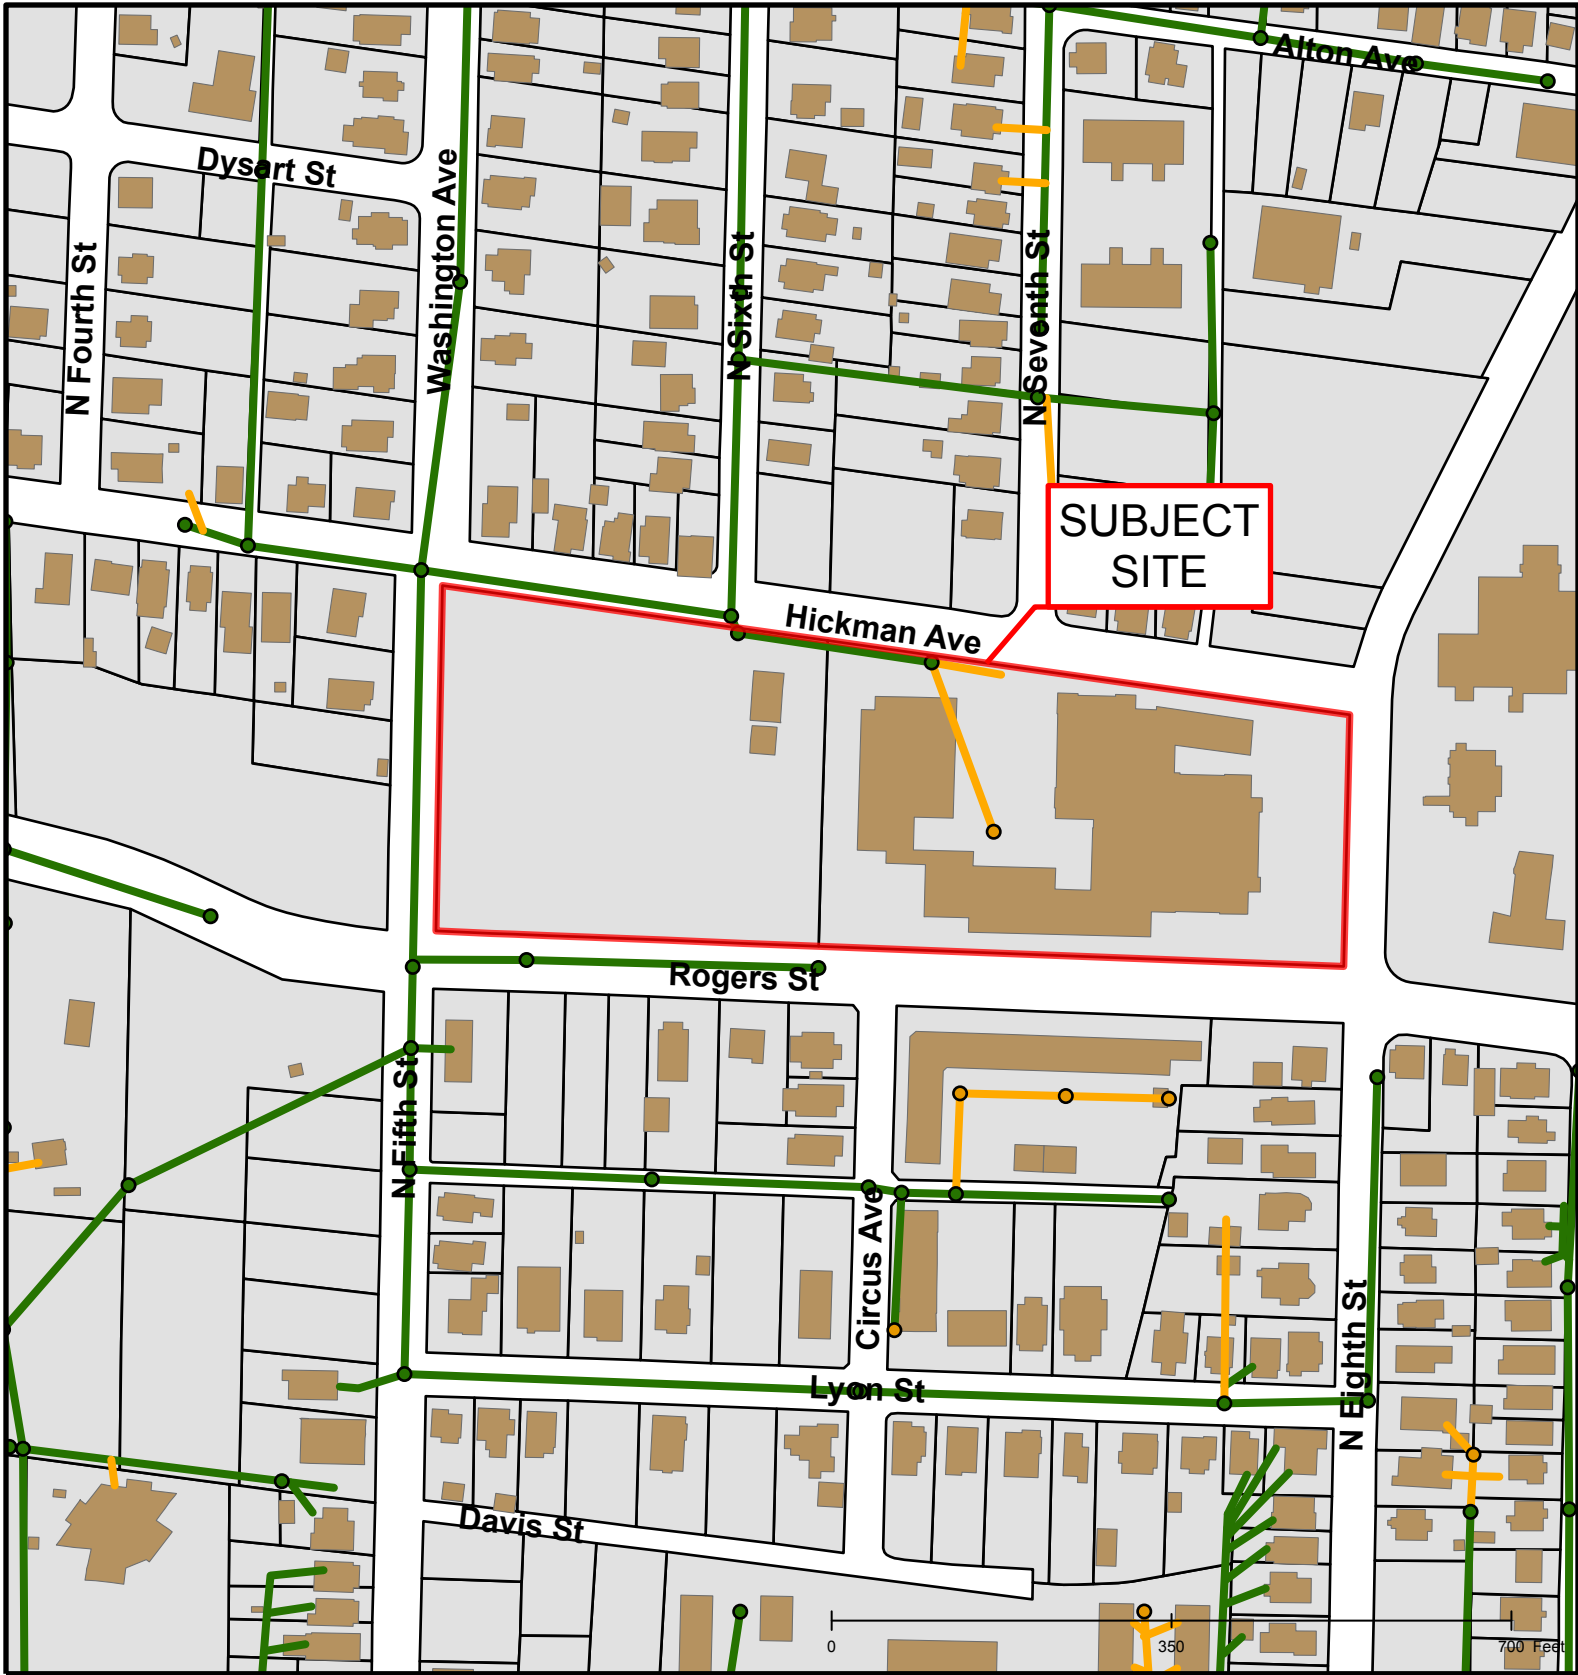 Alton Ave
Dysart St
Washington Ave
N Fourth St
N Sixth St
N Seventh St
SUBJECT
SITE
Hickman Ave
Rogers St
N Fifth St
Circus Ave
N Eighth St
Lyon St
Davis St
0 350 700 Feet